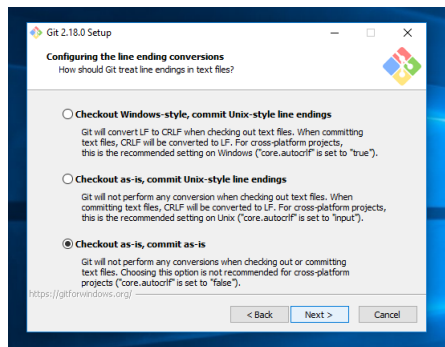 Git 2.18.0 Setup
Configuring the line ending conversions
How should Git treat line endings in text files?
Checkout Windows-style, commit Unix-style line endings
Git will convert LF to CRLF when checking out text files. When committing
text files, CRLF will be converted to LF. For cross-platform projects,
this is the recommended setting on Windows ("core.autocrlf" is set to "true").
Checkout as-is, commit Unix-style line endings
Git will not perform any conversion when checking out text files. When
committing text files, CRLF will be converted to LF. For cross-platform projects,
this is the recommended setting on Unix ("core.autocrlf" is set to "input").
Checkout as-is, commit as-is
Git will not perform any conversions when checking out or committing
text files. Choosing this option is not recommended for cross-platform
projects ("core.autocrlf" is set to "false").
https://gitforwindows.org/
< Back Next > Cancel